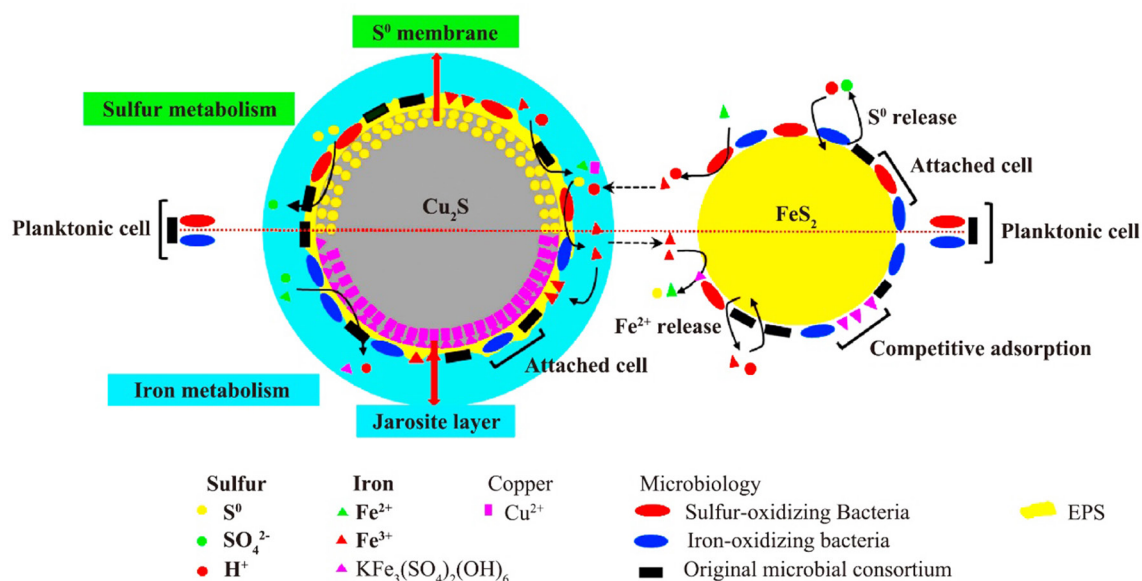 S⁰ membrane
Sulfur metabolism
S⁰ release
Attached cell
Cu₂S
FeS₂
Planktonic cell
Planktonic cell
Fe²⁺ release
Competitive adsorption
Attached cell
Iron metabolism
Jarosite layer
Sulfur Iron Copper Microbiology
S⁰ Fe²⁺ Cu²⁺ Sulfur-oxidizing Bacteria EPS
SO₄²⁻ Fe³⁺ Iron-oxidizing bacteria
H⁺ KFe₃(SO₄)₂(OH)₆ Original microbial consortium